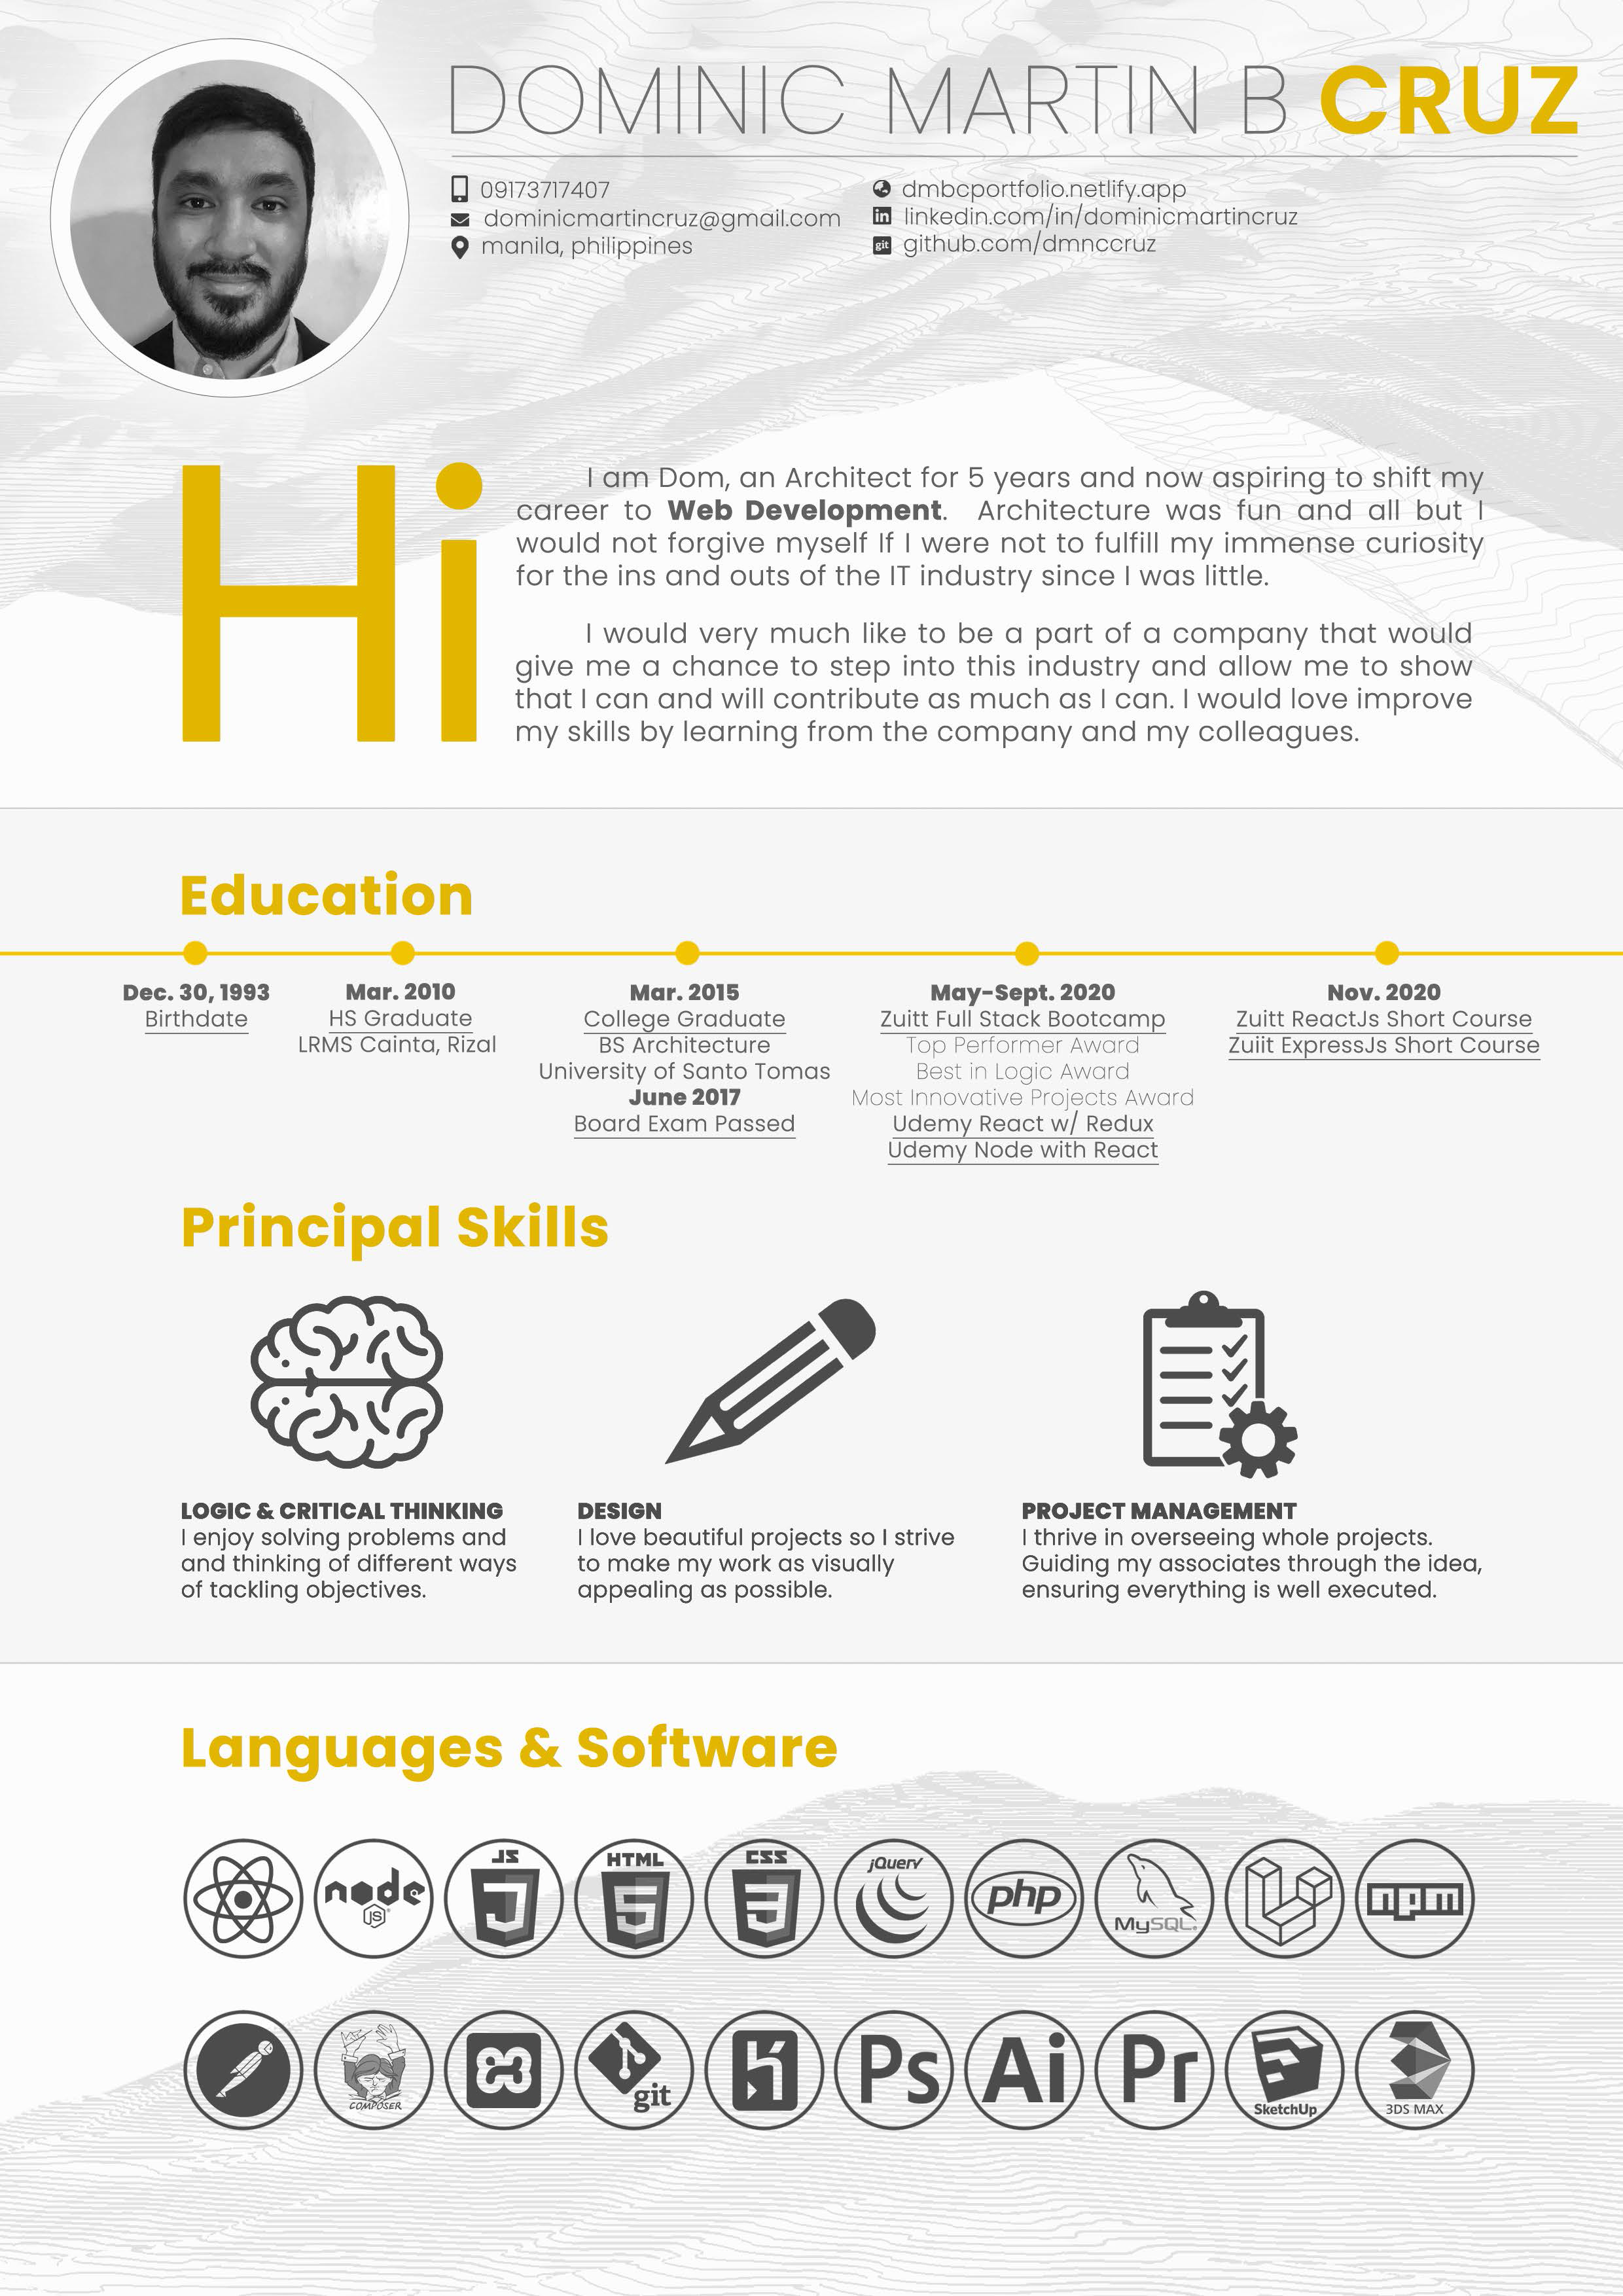 DOMINIC MARTIN B CRUZ
09173717407
dominicmartincruz@gmail.com
manila, philippines
dmbcportfolio.netlify.app
linkedin.com/in/dominicmartincruz
git github.com/dmnccruz
Hi
I am Dom, an Architect for 5 years and now aspiring to shift my
career to Web Development. Architecture was fun and all but I
would not forgive myself If I were not to fulfill my immense curiosity
for the ins and outs of the IT industry since I was little.
I would very much like to be a part of a company that would
give me a chance to step into this industry and allow me to show
that I can and will contribute as much as I can. I would love improve
my skills by learning from the company and my colleagues.
Education
Dec. 30, 1993
Birthdate
Mar. 2010
HS Graduate
LRMS Cainta, Rizal
Mar. 2015
College Graduate
BS Architecture
University of Santo Tomas
June 2017
Board Exam Passed
May-Sept. 2020
Zuitt Full Stack Bootcamp
Top Performer Award
Best in Logic Award
Most Innovative Projects Award
Udemy React w/ Redux
Udemy Node with React
Nov. 2020
Zuitt ReactJs Short Course
Zuiit ExpressJs Short Course
Principal Skills
LOGIC & CRITICAL THINKING
I enjoy solving problems and
and thinking of different ways
of tackling objectives.
DESIGN
I love beautiful projects so I strive
to make my work as visually
appealing as possible.
PROJECT MANAGEMENT
I thrive in overseeing whole projects.
Guiding my associates through the idea,
ensuring everything is well executed.
Languages & Software
node
JS
JS
HTML
5
CSS
3
jQuery
php
MySQL
npm
COMPOSER
git
Ps
Ai
Pr
SketchUp
3DS MAX